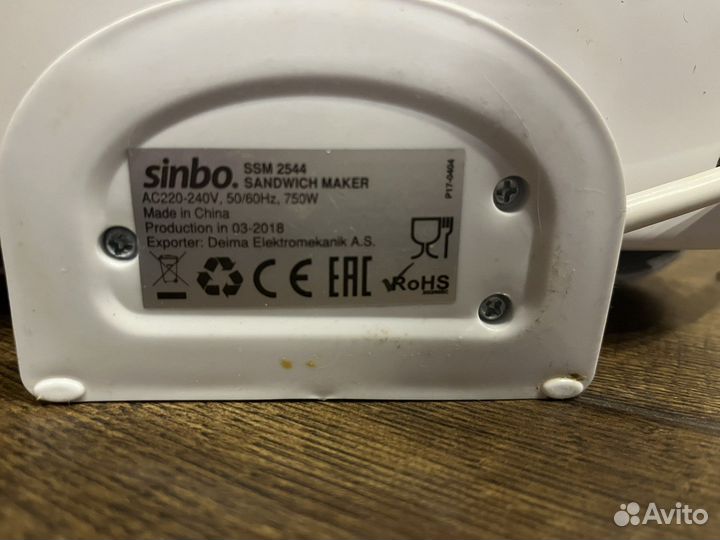 sinbo. SSM 2544
SANDWICH MAKER
AC220-240V, 50/60Hz, 750W
Made in China
Production in 03-2018
Exporter: Deima Elektromekanik A.S.
P17-0404
CE EAC RoHS
Avito